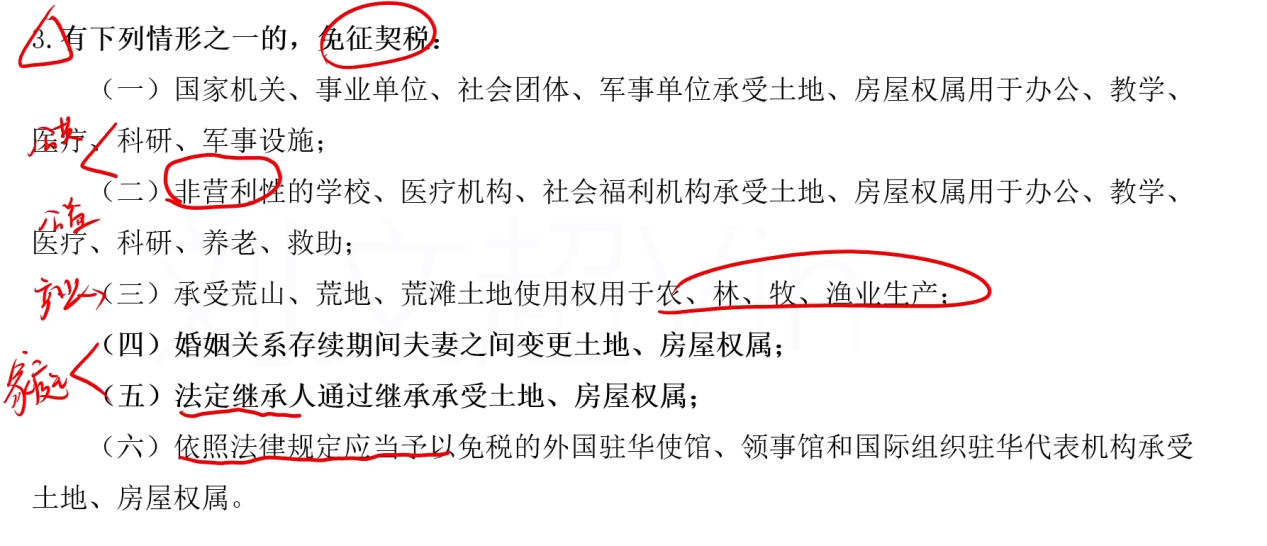 3.有下列情形之一的，免征契税：
（一）国家机关、事业单位、社会团体、军事单位承受土地、房屋权属用于办公、教学、
医疗、科研、军事设施；
（二）非营利性的学校、医疗机构、社会福利机构承受土地、房屋权属用于办公、教学、
公益
医疗、科研、养老、救助；
（三）承受荒山、荒地、荒滩土地使用权用于农、林、牧、渔业生产；
（四）婚姻关系存续期间夫妻之间变更土地、房屋权属；
家庭
（五）法定继承人通过继承承受土地、房屋权属；
（六）依照法律规定应当予以免税的外国驻华使馆、领事馆和国际组织驻华代表机构承受
土地、房屋权属。